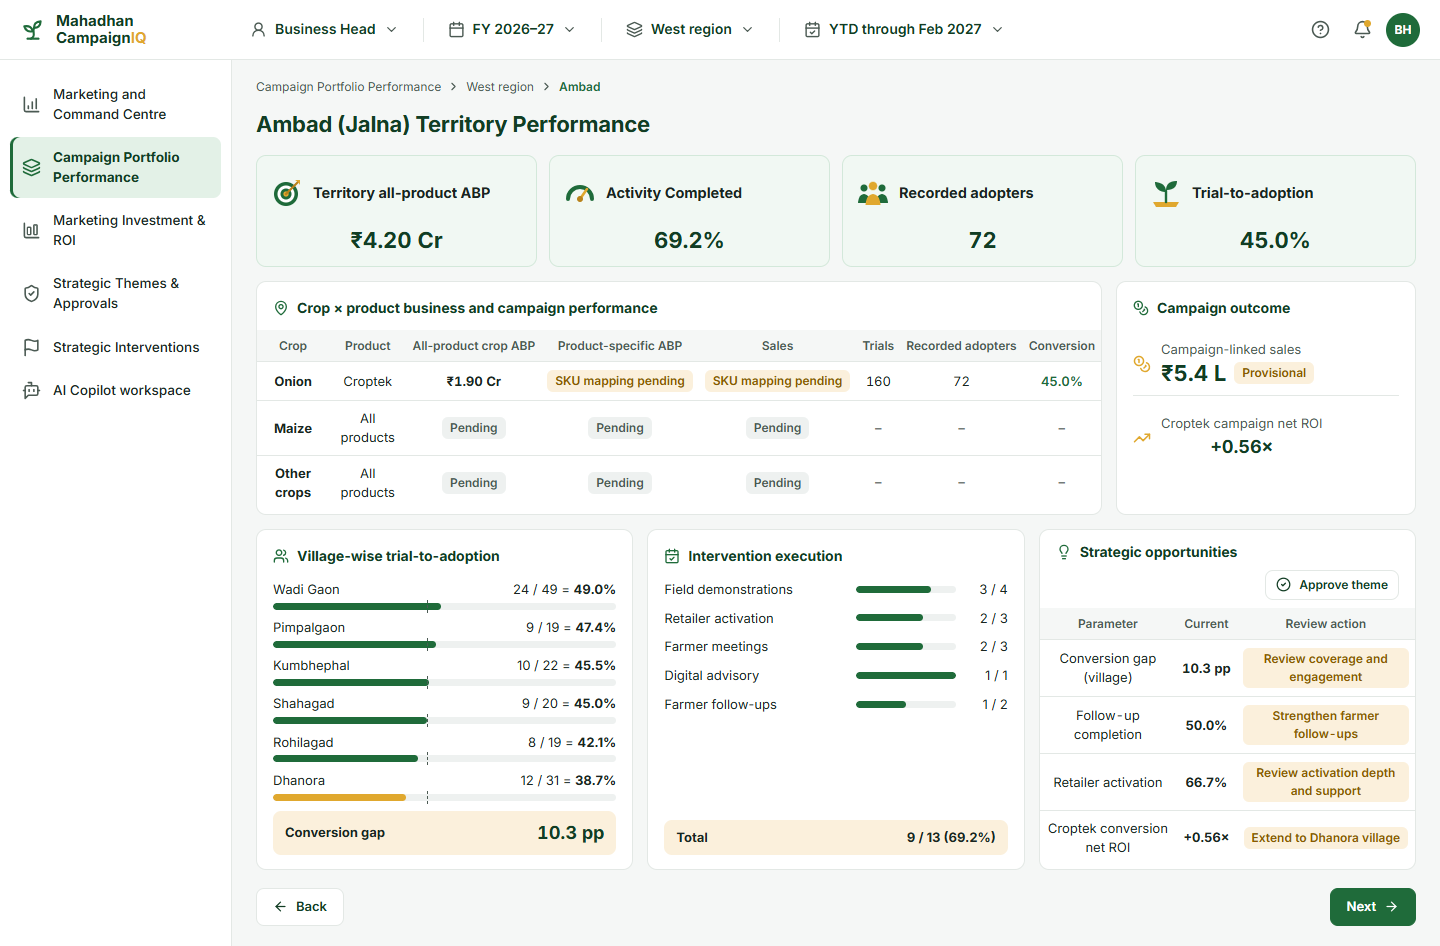 Mahadhan
CampaignIQ
Business Head
FY 2026–27
West region
YTD through Feb 2027
BH
Marketing and
Command Centre
Campaign Portfolio
Performance
Marketing Investment &
ROI
Strategic Themes &
Approvals
Strategic Interventions
AI Copilot workspace
Campaign Portfolio Performance > West region > Ambad
Ambad (Jalna) Territory Performance
Territory all-product ABP
₹4.20 Cr
Activity Completed
69.2%
Recorded adopters
72
Trial-to-adoption
45.0%
Crop × product business and campaign performance
Crop Product All-product crop ABP Product-specific ABP Sales Trials Recorded adopters Conversion
Onion Croptek ₹1.90 Cr SKU mapping pending SKU mapping pending 160 72 45.0%
Maize All products Pending Pending Pending – – –
Other crops All products Pending Pending Pending – – –
Campaign outcome
Campaign-linked sales
₹5.4 L Provisional
Croptek campaign net ROI
+0.56×
Village-wise trial-to-adoption
Wadi Gaon 24 / 49 = 49.0%
Pimpalgaon 9 / 19 = 47.4%
Kumbhephal 10 / 22 = 45.5%
Shahagad 9 / 20 = 45.0%
Rohilagad 8 / 19 = 42.1%
Dhanora 12 / 31 = 38.7%
Conversion gap 10.3 pp
Intervention execution
Field demonstrations 3 / 4
Retailer activation 2 / 3
Farmer meetings 2 / 3
Digital advisory 1 / 1
Farmer follow-ups 1 / 2
Total 9 / 13 (69.2%)
Strategic opportunities
Approve theme
Parameter Current Review action
Conversion gap (village) 10.3 pp Review coverage and engagement
Follow-up completion 50.0% Strengthen farmer follow-ups
Retailer activation 66.7% Review activation depth and support
Croptek conversion net ROI +0.56× Extend to Dhanora village
Back
Next